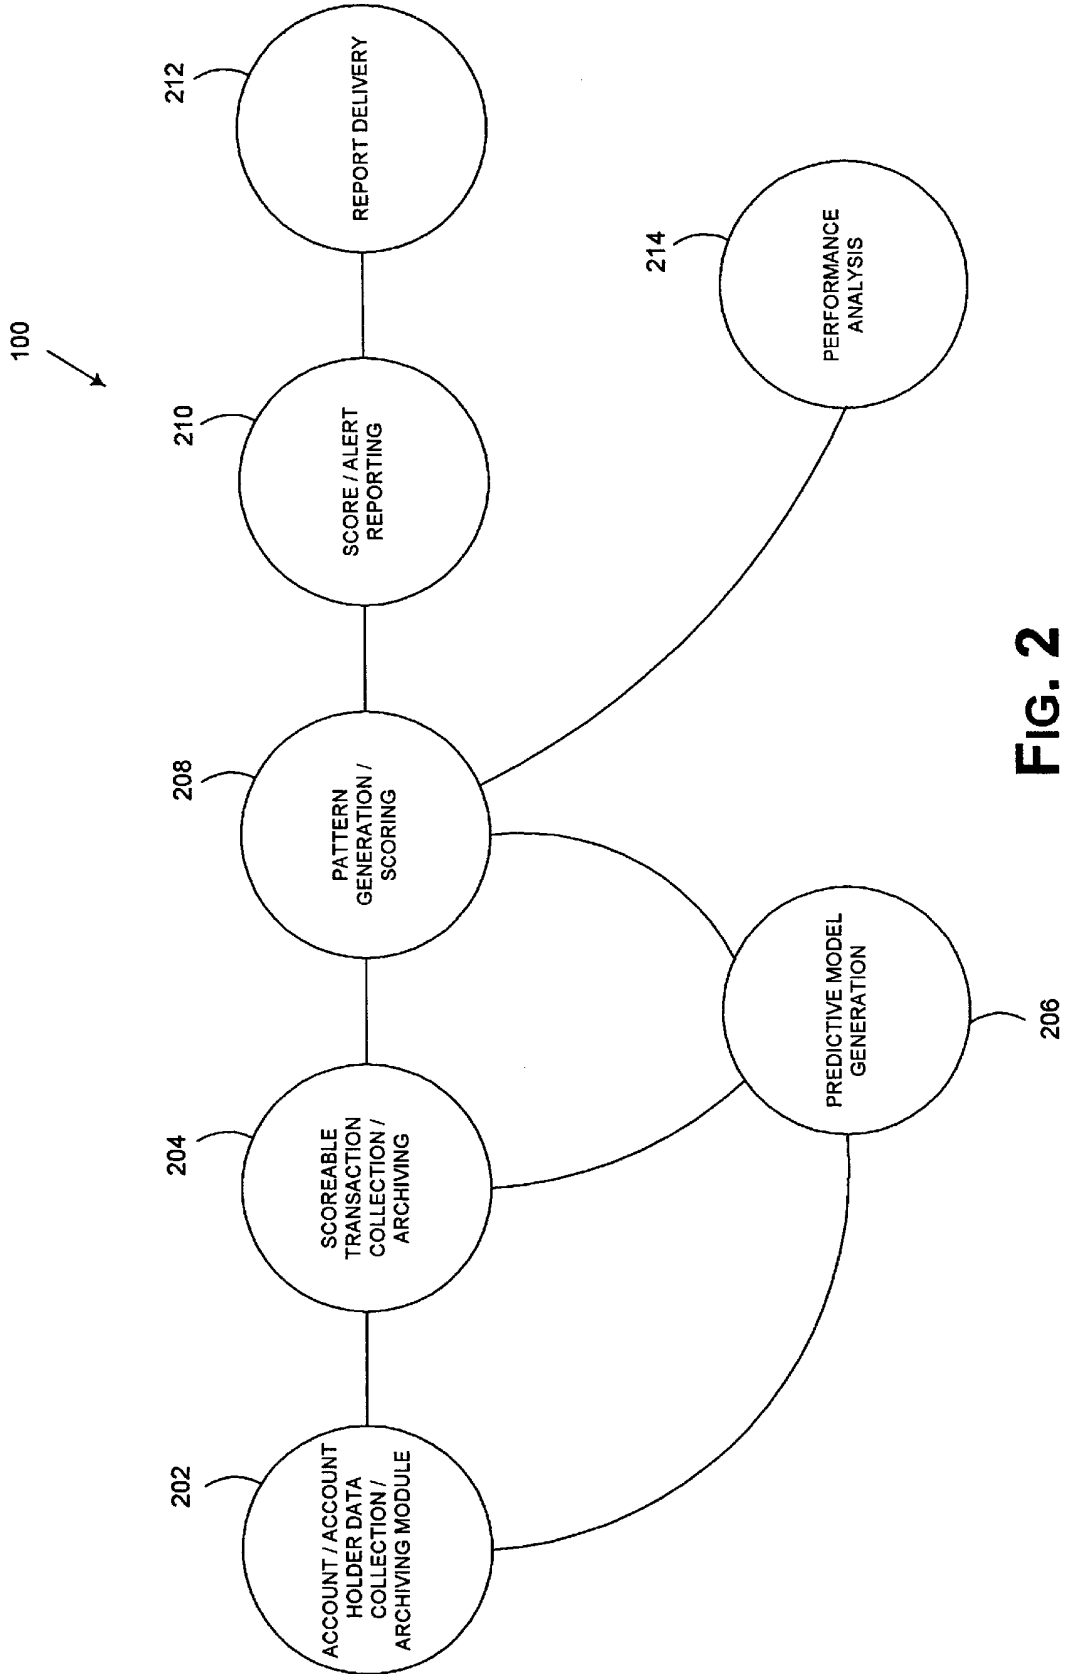 100
202
ACCOUNT / ACCOUNT
HOLDER DATA
COLLECTION /
ARCHIVING MODULE
204
SCOREABLE
TRANSACTION
COLLECTION /
ARCHIVING
208
PATTERN
GENERATION /
SCORING
210
SCORE / ALERT
REPORTING
212
REPORT DELIVERY
PREDICTIVE MODEL
GENERATION
206
214
PERFORMANCE
ANALYSIS
FIG. 2